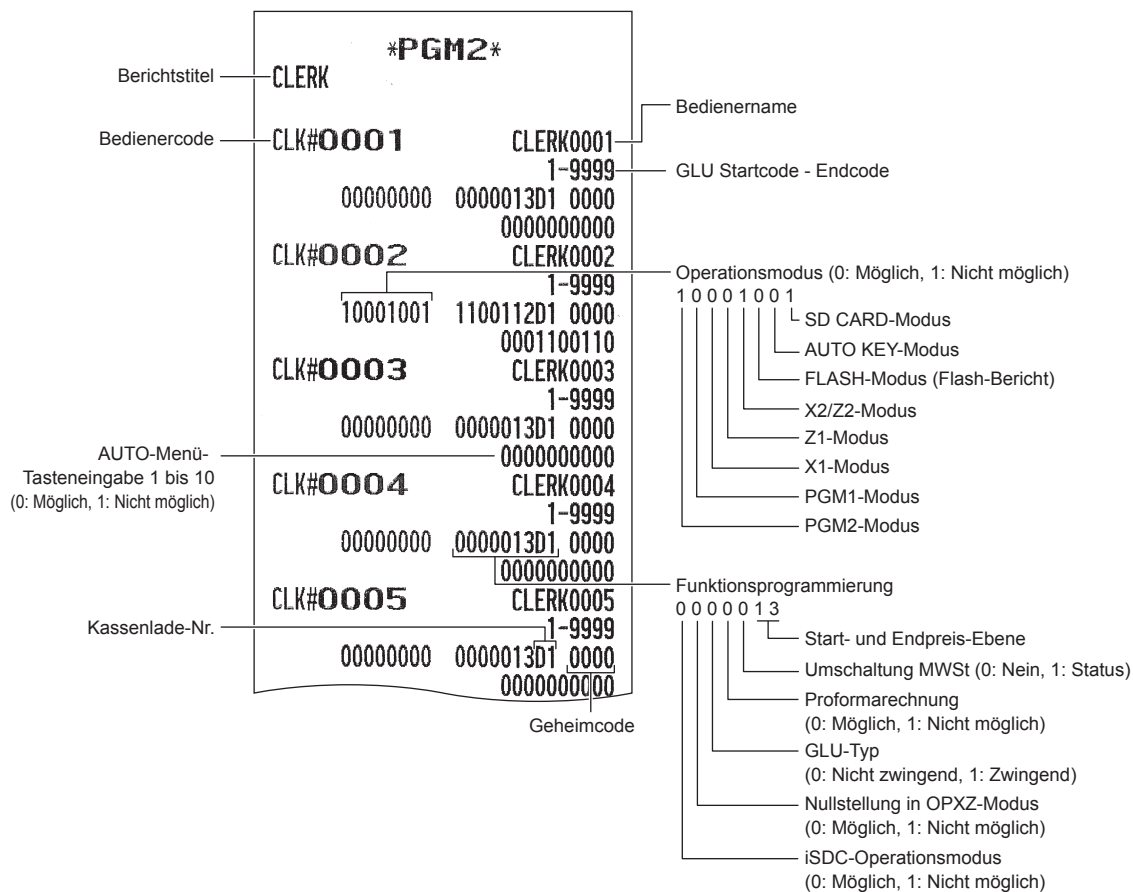 *PGM2*
Berichtstitel
CLERK
Bedienername
Bedienercode
CLK#0001 CLERK0001
1-9999
GLU Startcode - Endcode
00000000 0000013D1 0000
0000000000
CLK#0002 CLERK0002
1-9999
10001001 1100112D1 0000
0001100110
CLK#0003 CLERK0003
1-9999
00000000 0000013D1 0000
0000000000
AUTO-Menü-
Tasteneingabe 1 bis 10
(0: Möglich, 1: Nicht möglich)
CLK#0004 CLERK0004
1-9999
00000000 0000013D1 0000
0000000000
CLK#0005 CLERK0005
1-9999
Kassenlade-Nr.
00000000 0000013D1 0000
0000000000
Geheimcode
Operationsmodus (0: Möglich, 1: Nicht möglich)
1 0 0 0 1 0 0 1
SD CARD-Modus
AUTO KEY-Modus
FLASH-Modus (Flash-Bericht)
X2/Z2-Modus
Z1-Modus
X1-Modus
PGM1-Modus
PGM2-Modus
Funktionsprogrammierung
0 0 0 0 0 1 3
Start- und Endpreis-Ebene
Umschaltung MWSt (0: Nein, 1: Status)
Proformarechnung
(0: Möglich, 1: Nicht möglich)
GLU-Typ
(0: Nicht zwingend, 1: Zwingend)
Nullstellung in OPXZ-Modus
(0: Möglich, 1: Nicht möglich)
iSDC-Operationsmodus
(0: Möglich, 1: Nicht möglich)